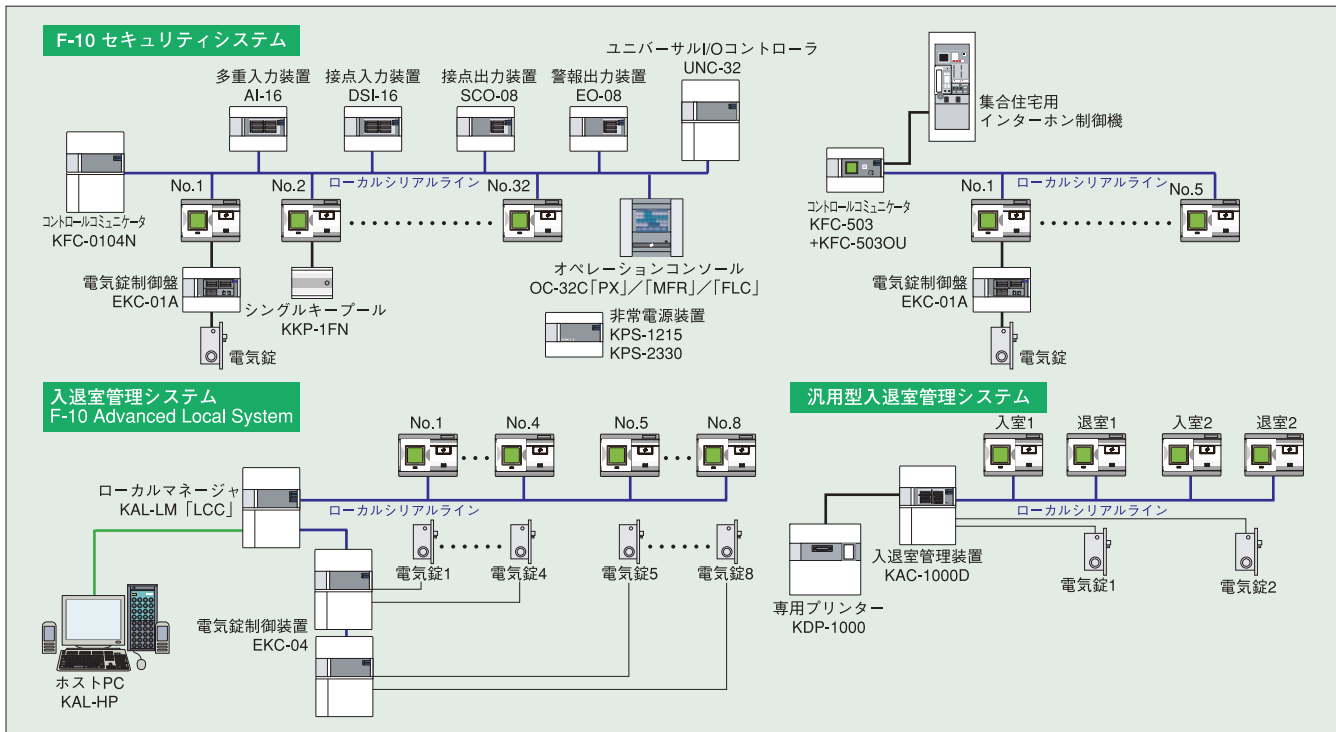 F-10 セキュリティシステム
多重入力装置
AI-16
接点入力装置
DSI-16
接点出力装置
SCO-08
警報出力装置
EO-08
ユニバーサルI/Oコントローラ
UNC-32
コントロールコミュニケータ
KFC-0104N
No.1
No.2
ローカルシリアルライン
No.32
電気錠制御盤
EKC-01A
電気錠
シングルキープール
KKP-1FN
オペレーションコンソール
OC-32C「PX」／「MFR」／「FLC」
非常電源装置
KPS-1215
KPS-2330
集合住宅用
インターホン制御機
コントロールコミュニケータ
KFC-503
+KFC-503OU
No.1
ローカルシリアルライン
No.5
電気錠制御盤
EKC-01A
電気錠
入退室管理システム
F-10 Advanced Local System
No.1
No.4
No.5
No.8
ローカルマネージャ
KAL-LM「LCC」
ローカルシリアルライン
電気錠1
電気錠4
電気錠5
電気錠8
電気錠制御装置
EKC-04
ホストPC
KAL-HP
汎用型入退室管理システム
入室1
退室1
入室2
退室2
ローカルシリアルライン
入退室管理装置
KAC-1000D
電気錠1
電気錠2
専用プリンター
KDP-1000